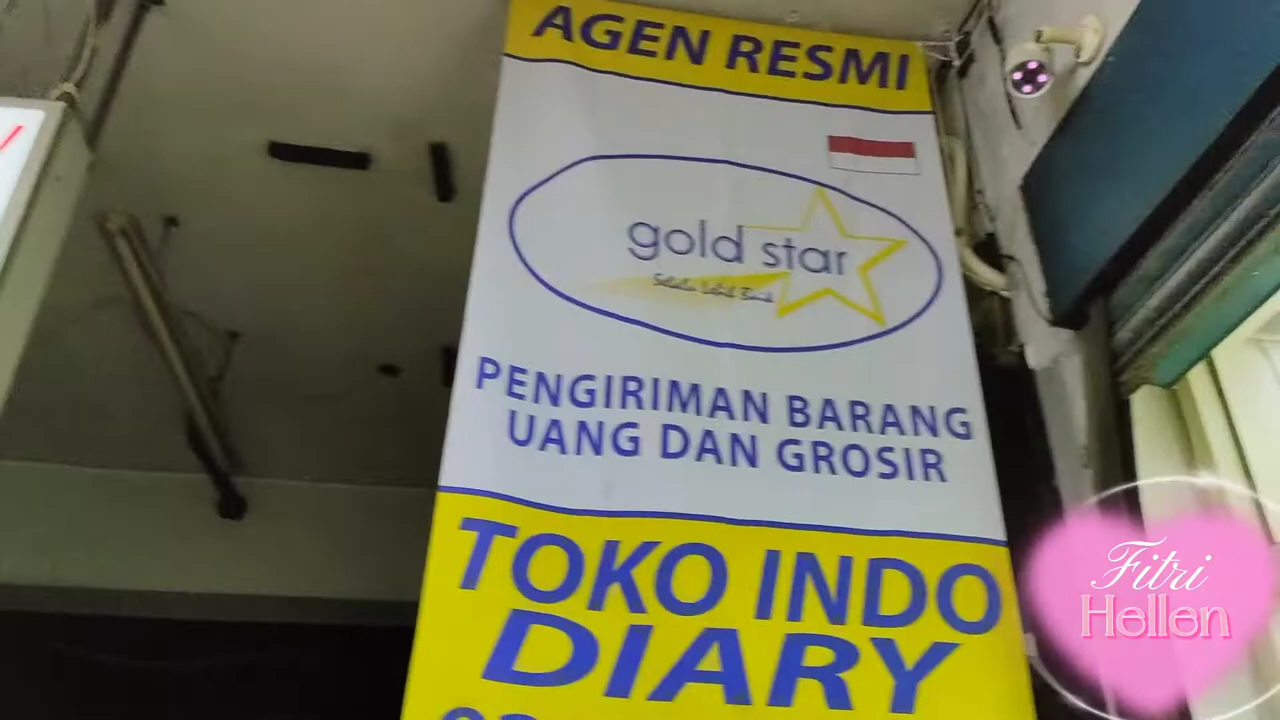 AGEN RESMI
gold star
PENGIRIMAN BARANG
UANG DAN GROSIR
TOKO INDO
DIARY
Fitri
Hellen